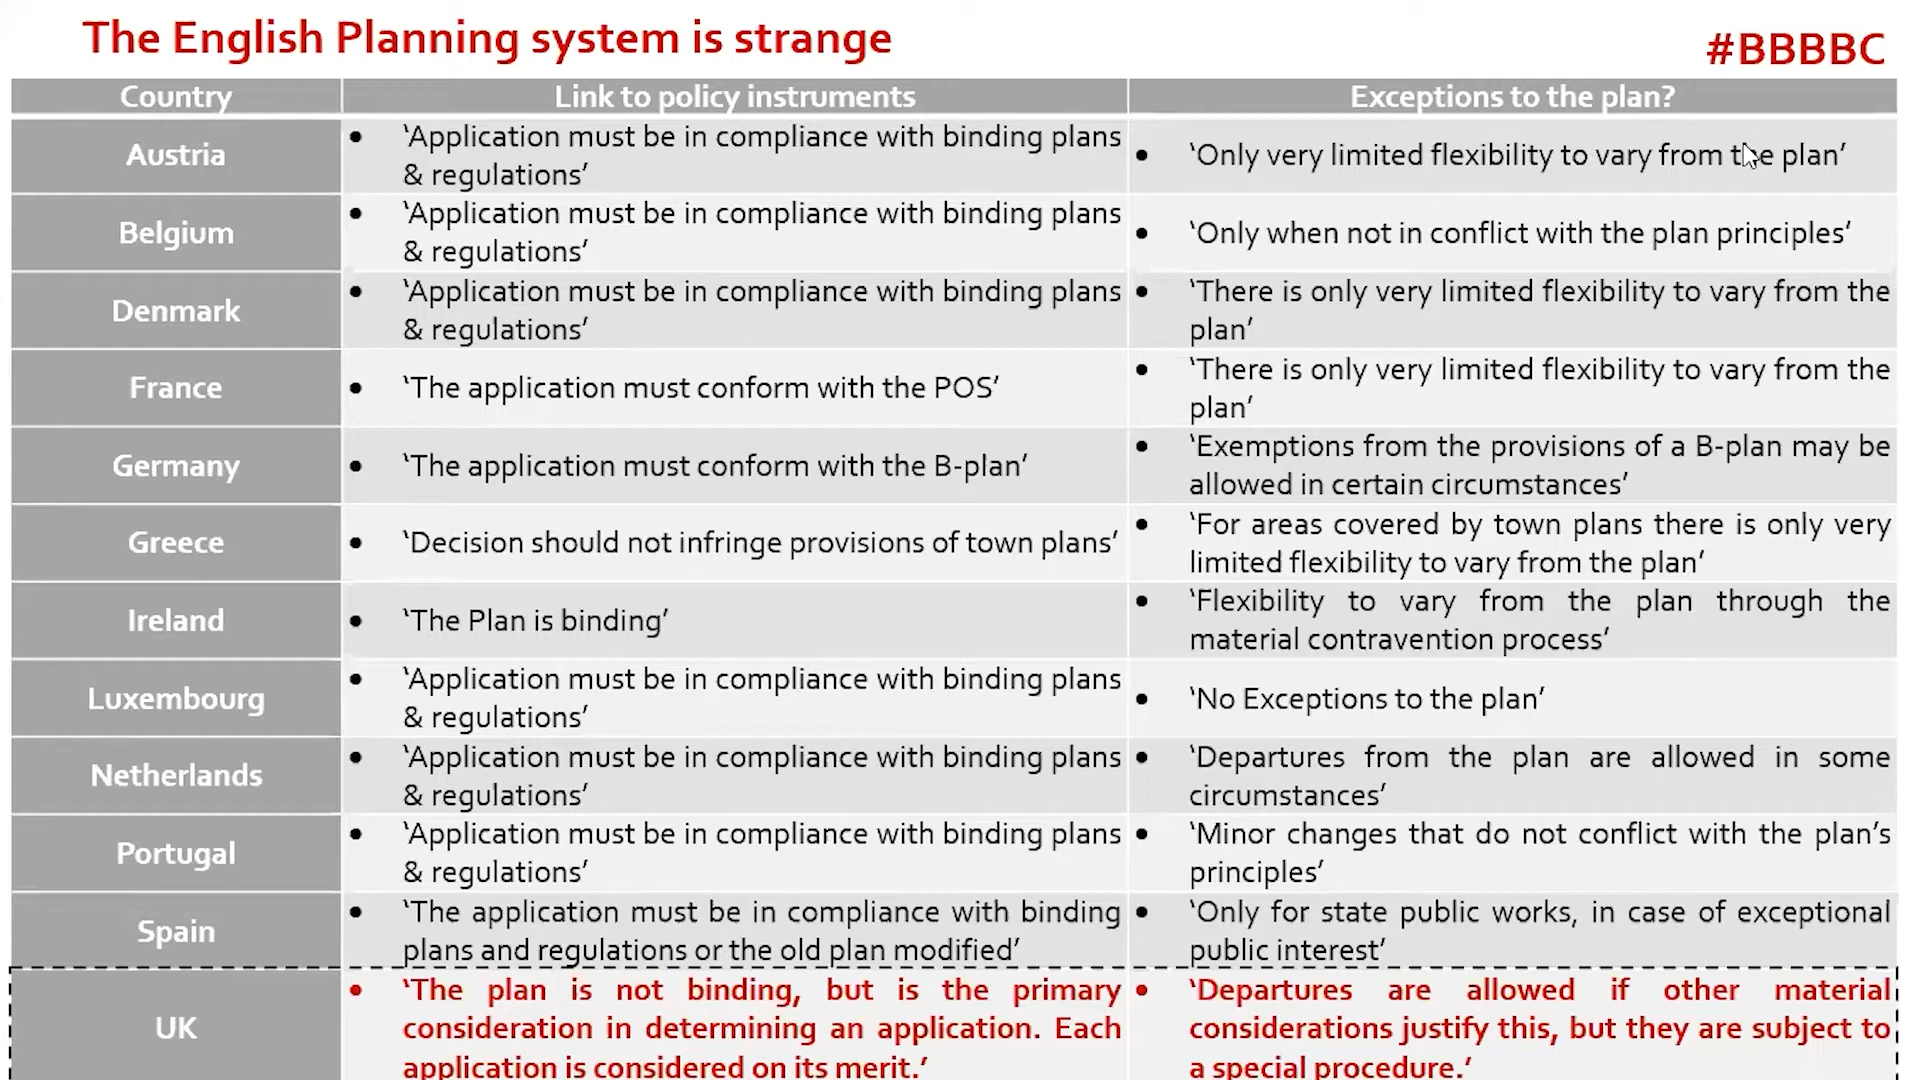 The English Planning system is strange
#BBBBC
Country
Link to policy instruments
Exceptions to the plan?
Austria
• ‘Application must be in compliance with binding plans
& regulations’
• ‘Only very limited flexibility to vary from the plan’
Belgium
• ‘Application must be in compliance with binding plans
& regulations’
• ‘Only when not in conflict with the plan principles’
Denmark
• ‘Application must be in compliance with binding plans
& regulations’
• ‘There is only very limited flexibility to vary from the
plan’
France
• ‘The application must conform with the POS’
• ‘There is only very limited flexibility to vary from the
plan’
Germany
• ‘The application must conform with the B-plan’
• ‘Exemptions from the provisions of a B-plan may be
allowed in certain circumstances’
Greece
• ‘Decision should not infringe provisions of town plans’
• ‘For areas covered by town plans there is only very
limited flexibility to vary from the plan’
Ireland
• ‘The Plan is binding’
• ‘Flexibility to vary from the plan through the
material contravention process’
Luxembourg
• ‘Application must be in compliance with binding plans
& regulations’
• ‘No Exceptions to the plan’
Netherlands
• ‘Application must be in compliance with binding plans
& regulations’
• ‘Departures from the plan are allowed in some
circumstances’
Portugal
• ‘Application must be in compliance with binding plans
& regulations’
• ‘Minor changes that do not conflict with the plan’s
principles’
Spain
• ‘The application must be in compliance with binding
plans and regulations or the old plan modified’
• ‘Only for state public works, in case of exceptional
public interest’
UK
• ‘The plan is not binding, but is the primary
consideration in determining an application. Each
application is considered on its merit.’
• ‘Departures are allowed if other material
considerations justify this, but they are subject to
a special procedure.’